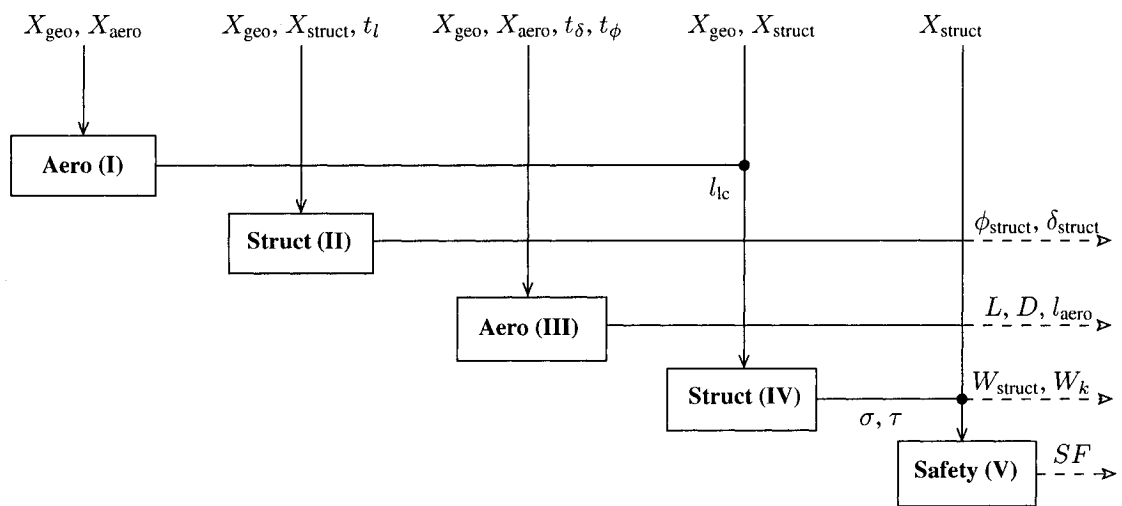 X_geo, X_aero X_geo, X_struct, t_l X_geo, X_aero, t_δ, t_ϕ X_geo, X_struct X_struct
Aero (I)
l_lc
Struct (II)
ϕ_struct, δ_struct
Aero (III)
L, D, l_aero
Struct (IV)
W_struct, W_k
σ, τ
Safety (V)
SF